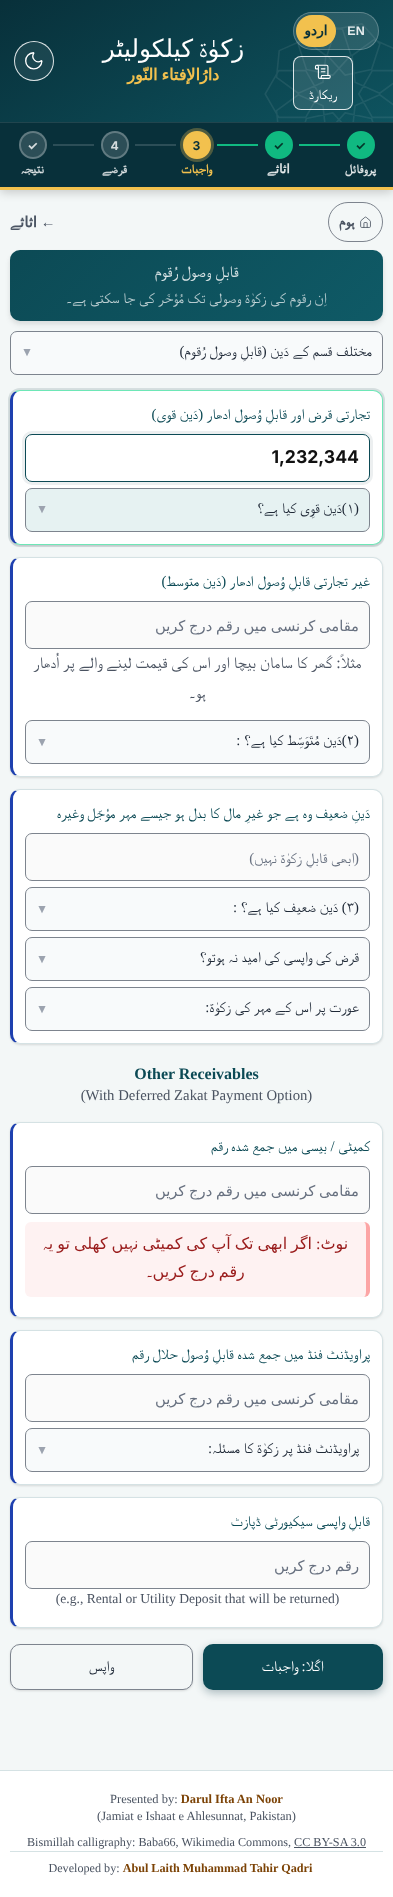 EN
اردو
زکوٰۃ کیلکولیٹر
دارُالإفتاء النّور
ریکارڈ
✓
✓
3
4
✓
پروفائل
اثاثے
واجبات
قرضے
نتیجہ
ہوم
← اثاثے
قابلِ وصول رُقوم
اِن رقوم کی زکوٰۃ وصولی تک مُؤخّر کی جا سکتی ہے۔
مختلف قسم کے دَین (قابلِ وصول رُقوم)
تجارتی قرض اور قابلِ وُصول ادھار (دَین قوی)
1,232,344
(۱)دَین قوِی کیا ہے؟
غیر تجارتی قابلِ وُصول ادھار (دَین متوسط)
مقامی کرنسی میں رقم درج کریں
مثلاً: گھر کا سامان بیچا اور اس کی قیمت لینے والے پر اُدھار
ہو۔
(۲)دَین مُتَوَسِّط کیا ہے؟ :
دَینِ ضعیف وہ ہے جو غیرِ مال کا بدل ہو جیسے مہر مؤجّل وغیرہ
(ابھی قابلِ زکوٰۃ نہیں)
(۳) دَین ضعیف کیا ہے؟ :
قرض کی واپسی کی امید نہ ہوتو؟
عورت پر اس کے مہر کی زکوٰۃ:
Other Receivables
(With Deferred Zakat Payment Option)
کمیٹی / بیسی میں جمع شدہ رقم
مقامی کرنسی میں رقم درج کریں
نوٹ: اگر ابھی تک آپ کی کمیٹی نہیں کھلی تو یہ
رقم درج کریں۔
پراویڈنٹ فنڈ میں جمع شدہ قابلِ وُصول حلال رقم
مقامی کرنسی میں رقم درج کریں
پراویڈنٹ فنڈ پر زکوٰۃ کا مسئلہ:
قابلِ واپسی سیکیورٹی ڈپازٹ
رقم درج کریں
(e.g., Rental or Utility Deposit that will be returned)
اگلا: واجبات
واپس
Presented by: Darul Ifta An Noor
(Jamiat e Ishaat e Ahlesunnat, Pakistan)
Bismillah calligraphy: Baba66, Wikimedia Commons, CC BY-SA 3.0
Developed by: Abul Laith Muhammad Tahir Qadri